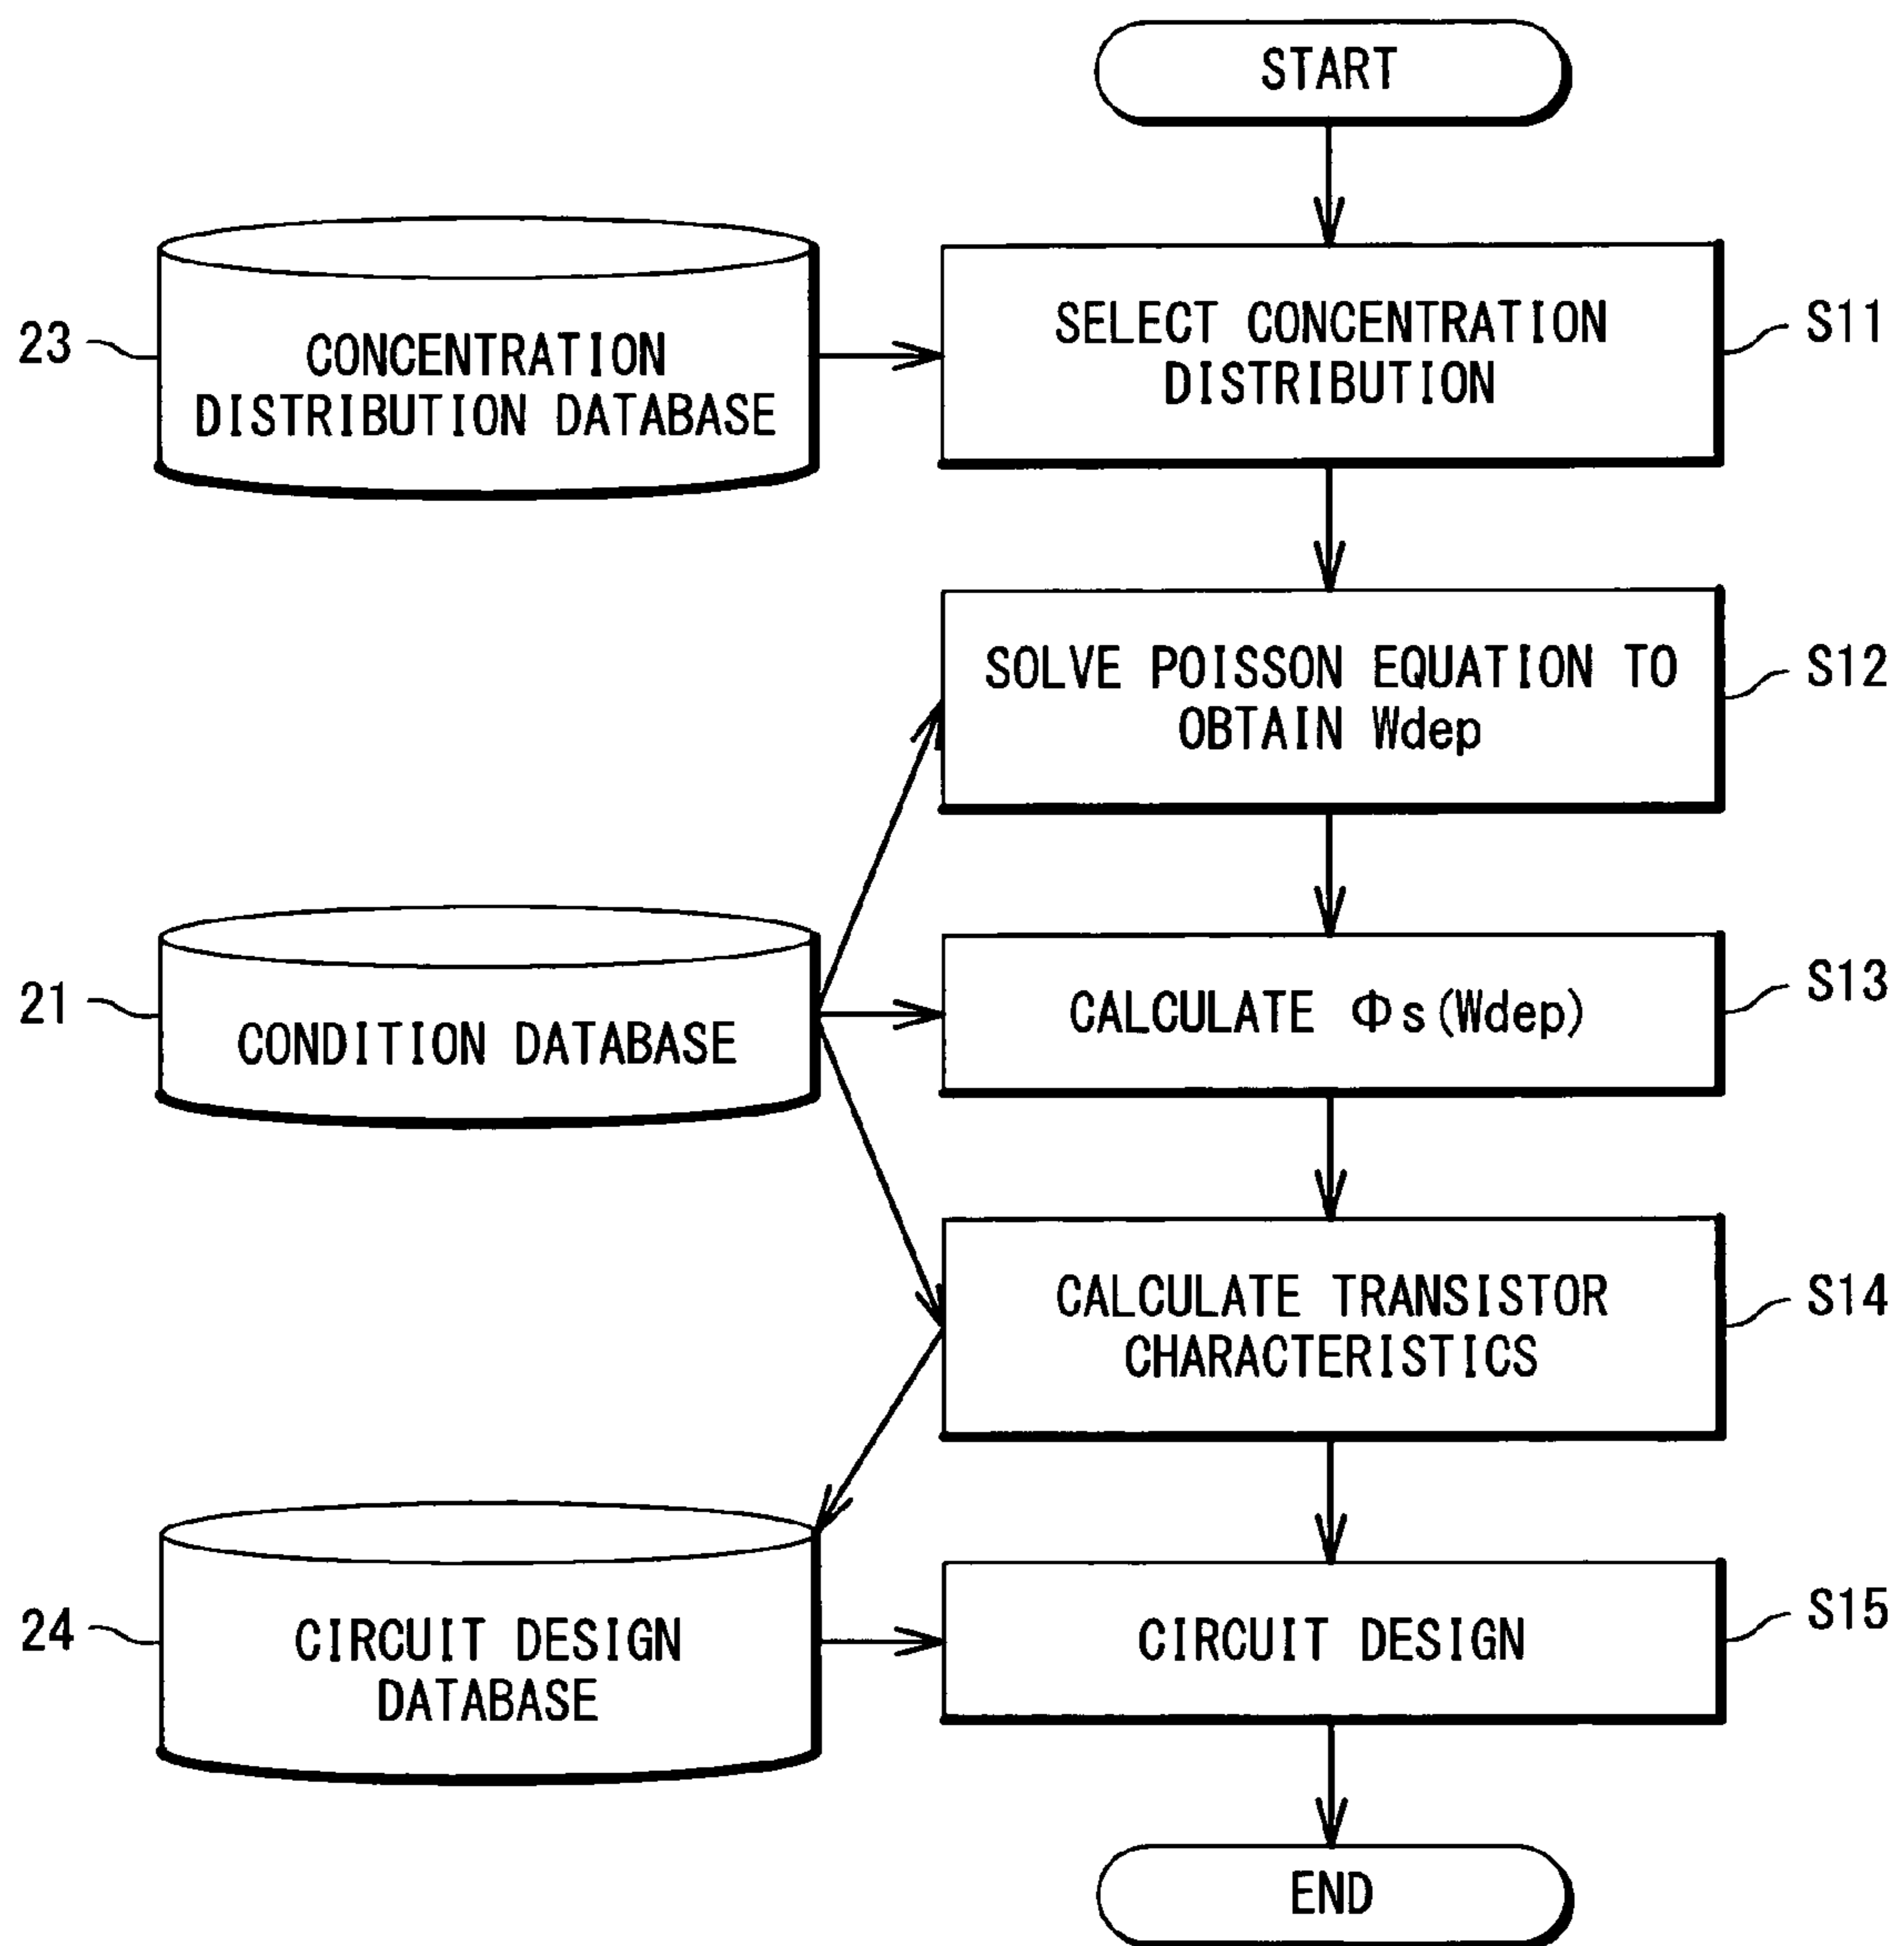 START
23
CONCENTRATION
DISTRIBUTION DATABASE
SELECT CONCENTRATION
DISTRIBUTION
S11
SOLVE POISSON EQUATION TO
OBTAIN Wdep
S12
21
CONDITION DATABASE
CALCULATE Φs(Wdep)
S13
CALCULATE TRANSISTOR
CHARACTERISTICS
S14
24
CIRCUIT DESIGN
DATABASE
CIRCUIT DESIGN
S15
END